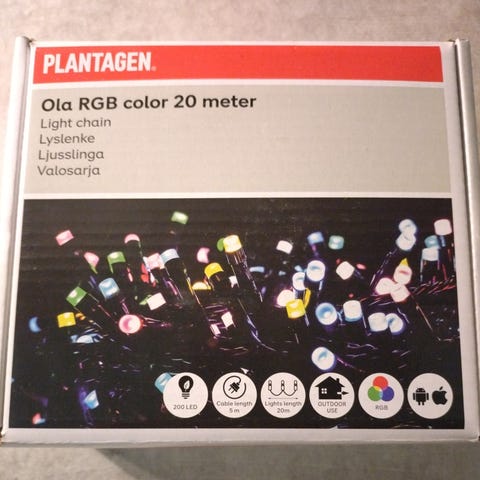 PLANTAGEN®
Ola RGB color 20 meter
Light chain
Lyslenke
Ljusslinga
Valosarja
200 LED
Cable length
5 m
Lights length
20m
OUTDOOR
USE
RGB